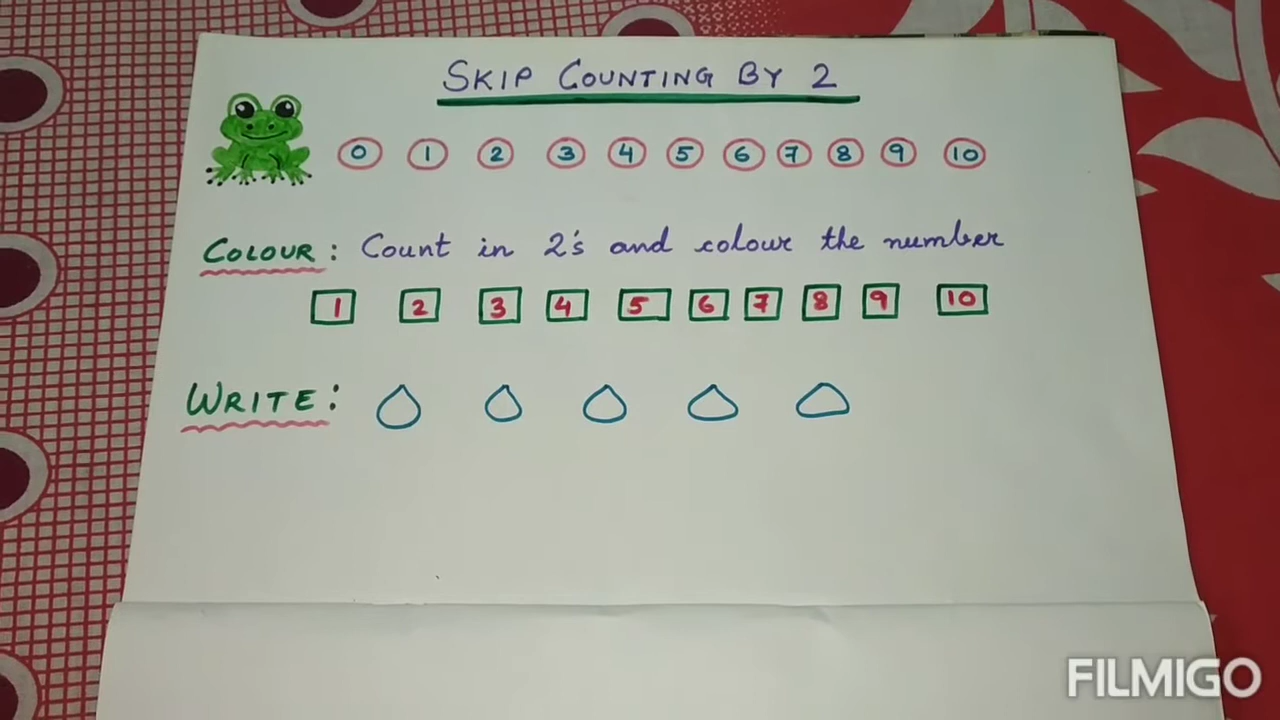 SKIP COUNTING BY 2
0 1 2 3 4 5 6 7 8 9 10
COLOUR: Count in 2's and colour the number
1 2 3 4 5 6 7 8 9 10
WRITE:
FILMIGO